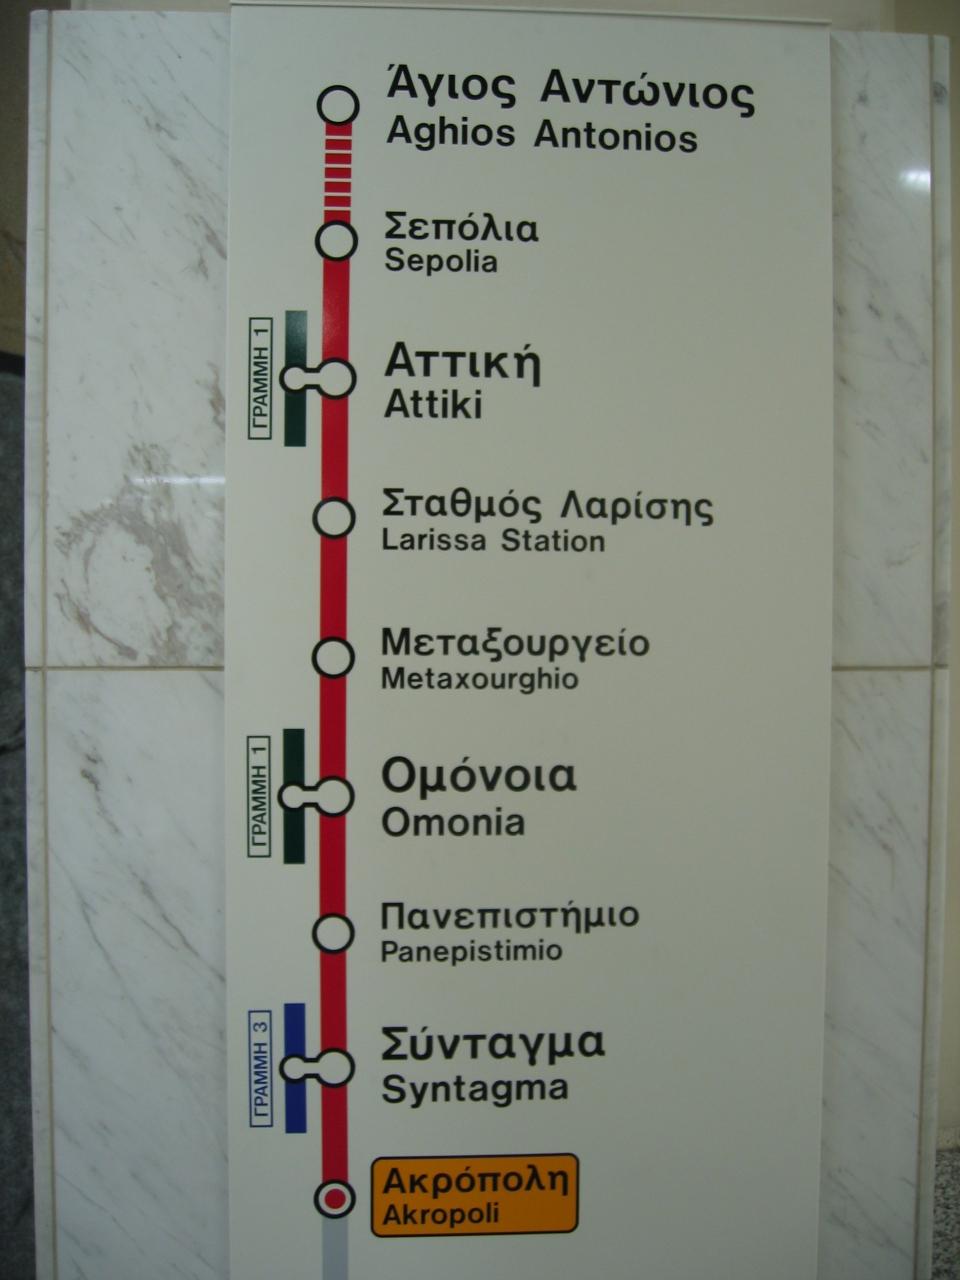 Άγιος Αντώνιος
Aghios Antonios
Σεπόλια
Sepolia
ΓΡΑΜΜΗ 1
Αττική
Attiki
Σταθμός Λαρίσης
Larissa Station
Μεταξουργείο
Metaxourghio
ΓΡΑΜΜΗ 1
Ομόνοια
Omonia
Πανεπιστήμιο
Panepistimio
ΓΡΑΜΜΗ 3
Σύνταγμα
Syntagma
Ακρόπολη
Akropoli